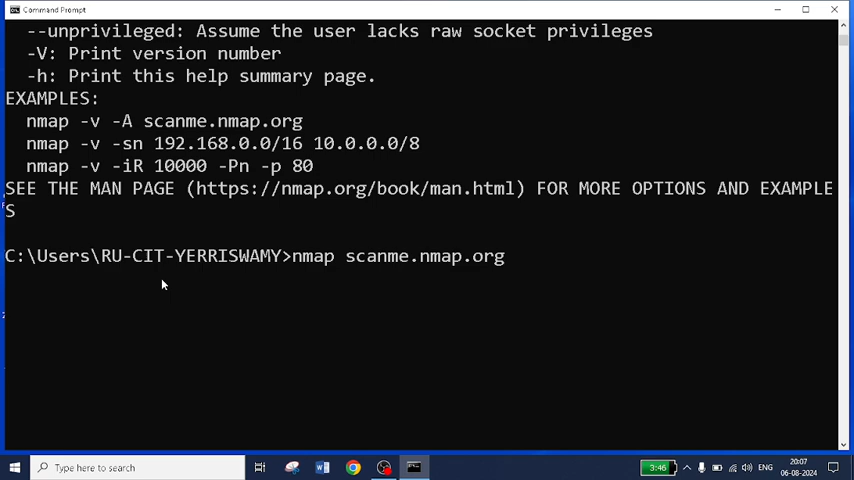 Command Prompt
--unprivileged: Assume the user lacks raw socket privileges
-V: Print version number
-h: Print this help summary page.
EXAMPLES:
nmap -v -A scanme.nmap.org
nmap -v -sn 192.168.0.0/16 10.0.0.0/8
nmap -v -iR 10000 -Pn -p 80
SEE THE MAN PAGE (https://nmap.org/book/man.html) FOR MORE OPTIONS AND EXAMPLE
S
C:\Users\RU-CIT-YERRISWAMY>nmap scanme.nmap.org
Type here to search
3:46
ENG
20:07
06-08-2024